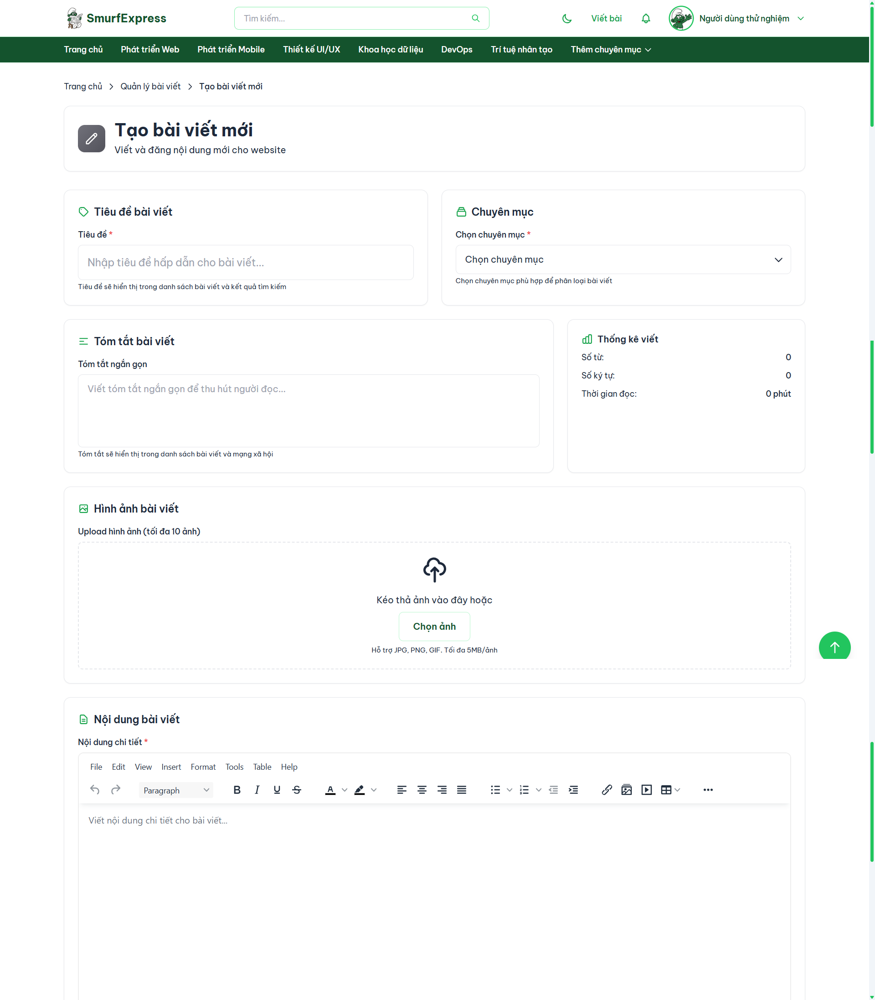 SmurfExpress
Tìm kiếm...
Viết bài
Người dùng thử nghiệm
Trang chủ
Phát triển Web
Phát triển Mobile
Thiết kế UI/UX
Khoa học dữ liệu
DevOps
Trí tuệ nhân tạo
Thêm chuyên mục
Trang chủ > Quản lý bài viết > Tạo bài viết mới
Tạo bài viết mới
Viết và đăng nội dung mới cho website
Tiêu đề bài viết
Tiêu đề *
Nhập tiêu đề hấp dẫn cho bài viết...
Tiêu đề sẽ hiển thị trong danh sách bài viết và kết quả tìm kiếm
Chuyên mục
Chọn chuyên mục *
Chọn chuyên mục
Chọn chuyên mục phù hợp để phân loại bài viết
Tóm tắt bài viết
Tóm tắt ngắn gọn
Viết tóm tắt ngắn gọn để thu hút người đọc...
Tóm tắt sẽ hiển thị trong danh sách bài viết và mạng xã hội
Thống kê viết
Số từ: 0
Số ký tự: 0
Thời gian đọc: 0 phút
Hình ảnh bài viết
Upload hình ảnh (tối đa 10 ảnh)
Kéo thả ảnh vào đây hoặc
Chọn ảnh
Hỗ trợ JPG, PNG, GIF. Tối đa 5MB/ảnh
Nội dung bài viết
Nội dung chi tiết *
File Edit View Insert Format Tools Table Help
Paragraph
Viết nội dung chi tiết cho bài viết...